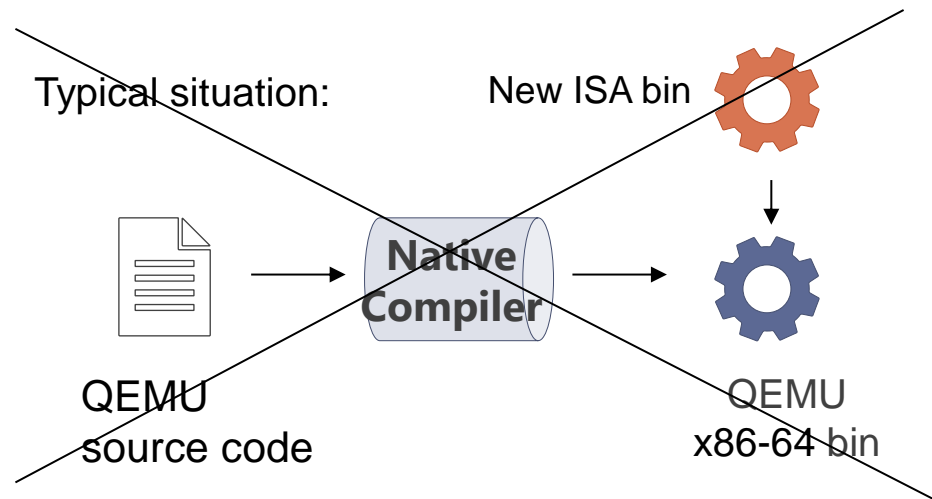 Typical situation:
New ISA bin
Native
Compiler
QEMU
source code
QEMU
x86-64 bin